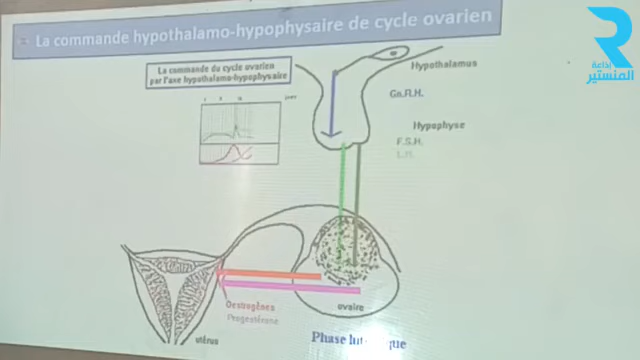 La commande hypothalamo-hypophysaire de cycle ovarien
إذاعة
المنستير
La commande du cycle ovarien
par l'axe hypothalamo-hypophysaire
Hypothalamus
Gn.R.H.
Hypophyse
F.S.H.
L.H.
jours
ovaire
Oestrogènes
Progestérone
utérus
Phase